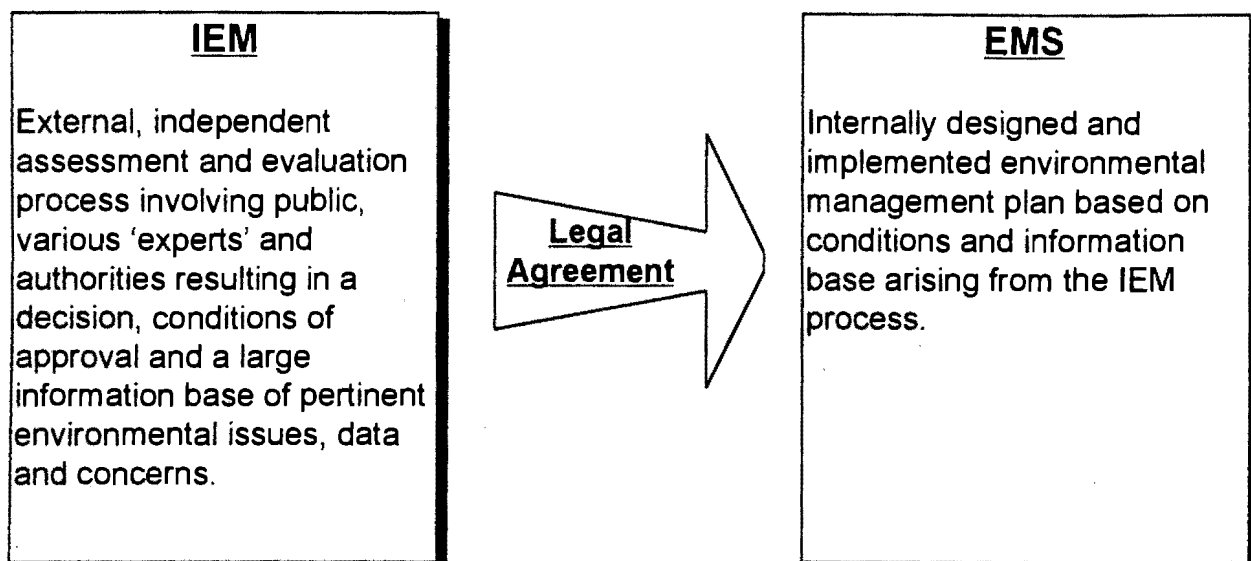 IEM
External, independent
assessment and evaluation
process involving public,
various ‘experts’ and
authorities resulting in a
decision, conditions of
approval and a large
information base of pertinent
environmental issues, data
and concerns.
Legal
Agreement
EMS
Internally designed and
implemented environmental
management plan based on
conditions and information
base arising from the IEM
process.